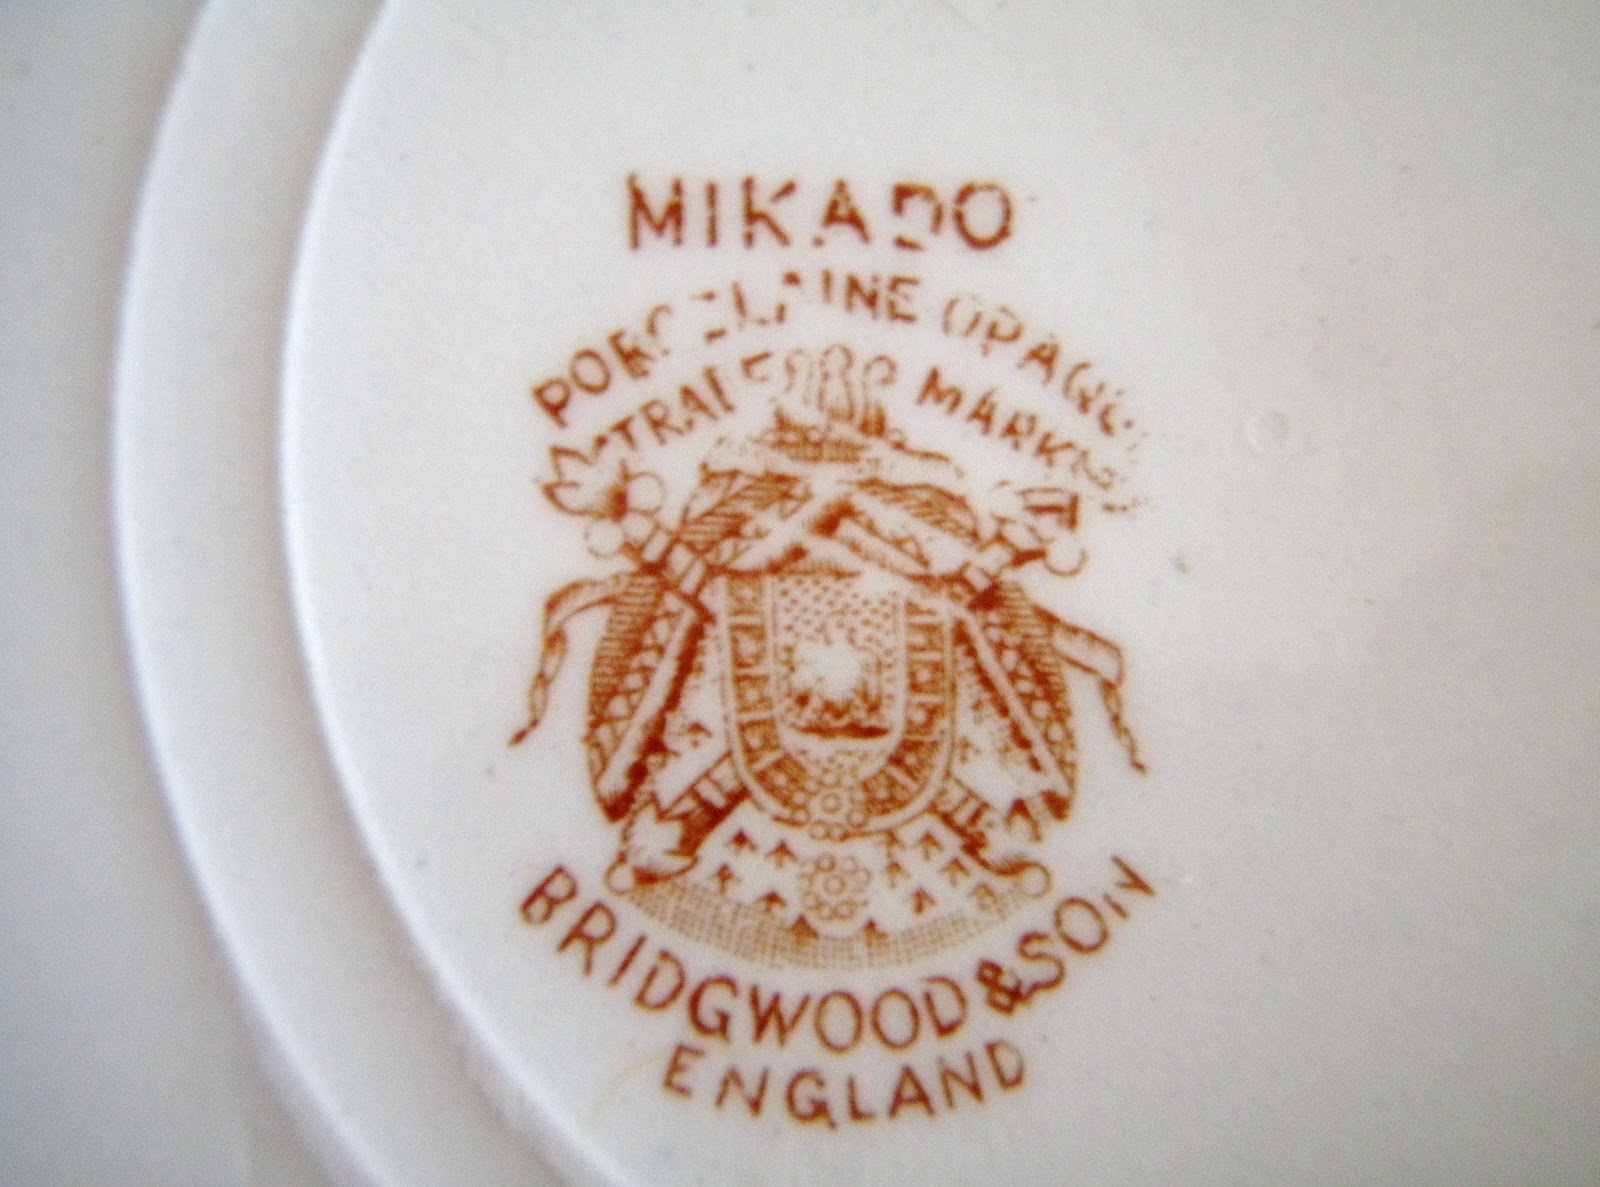 MIKADO
PORCELAINE OPAQUE
TRADE MARK
BRIDGWOOD & SON
ENGLAND